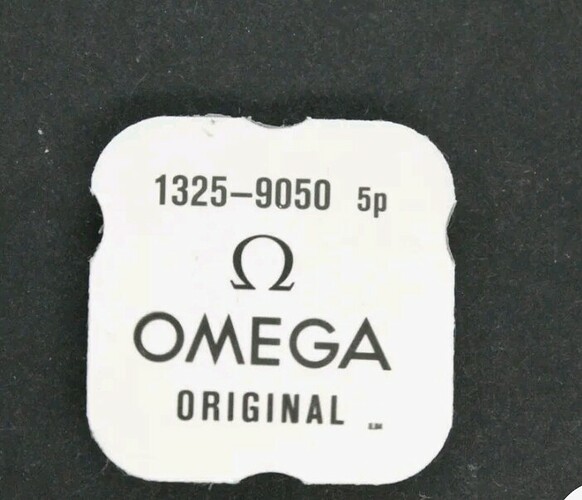 1325-9050 5p
Ω
OMEGA
ORIGINAL